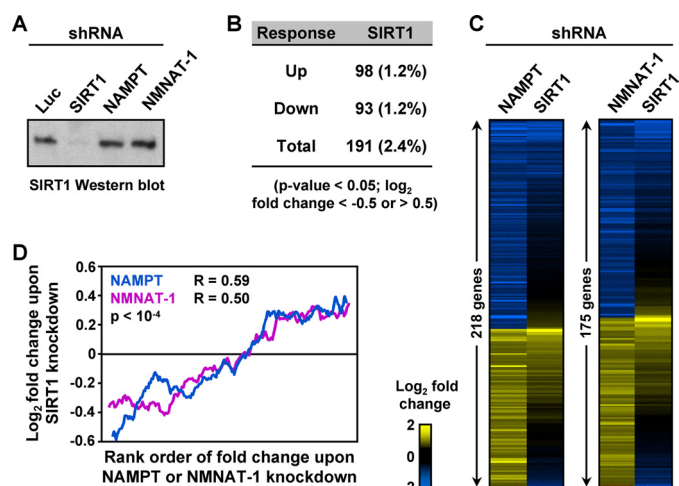 A
shRNA
Luc
SIRT1
NAMPT
NMNAT-1
SIRT1 Western blot
B
Response SIRT1
Up 98 (1.2%)
Down 93 (1.2%)
Total 191 (2.4%)
(p-value < 0.05; log2
fold change < -0.5 or > 0.5)
C
shRNA
NAMPT
SIRT1
NMNAT-1
SIRT1
218 genes
175 genes
Log2 fold
change
2
0
2
D
Log2 fold change upon
SIRT1 knockdown
0.6
0.4
0.2
0
-0.2
-0.4
-0.6
NAMPT R = 0.59
NMNAT-1 R = 0.50
p < 10-4
Rank order of fold change upon
NAMPT or NMNAT-1 knockdown